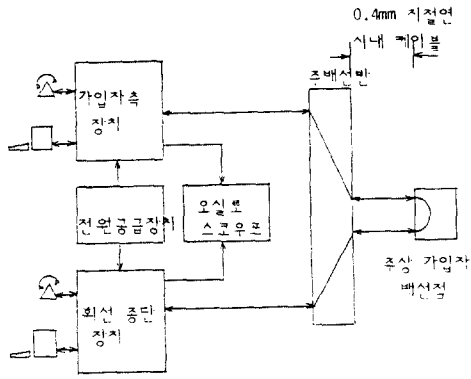 0.4mm 지절연
시내 케이블
주배선반
가입자측
장치
전원공급장치
오실로
스코우프
주상 가입자
배선점
회선 종단
장치